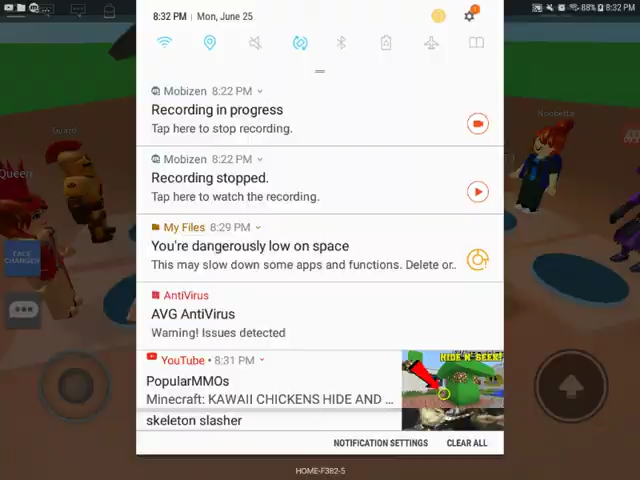 88% 8:32 PM
8:32 PM | Mon, June 25
Mobizen 8:22 PM
Recording in progress
Tap here to stop recording.
Mobizen 8:22 PM
Recording stopped.
Tap here to watch the recording.
My Files 8:29 PM
You're dangerously low on space
This may slow down some apps and functions. Delete or..
AntiVirus
AVG AntiVirus
Warning! Issues detected
YouTube • 8:31 PM
PopularMMOs
Minecraft: KAWAII CHICKENS HIDE AND ...
HIDE N' SEEK!
skeleton slasher
NOTIFICATION SETTINGS
CLEAR ALL
HOME-F382-5
Guard
Queen
FACE
CHANGER
Noobetta